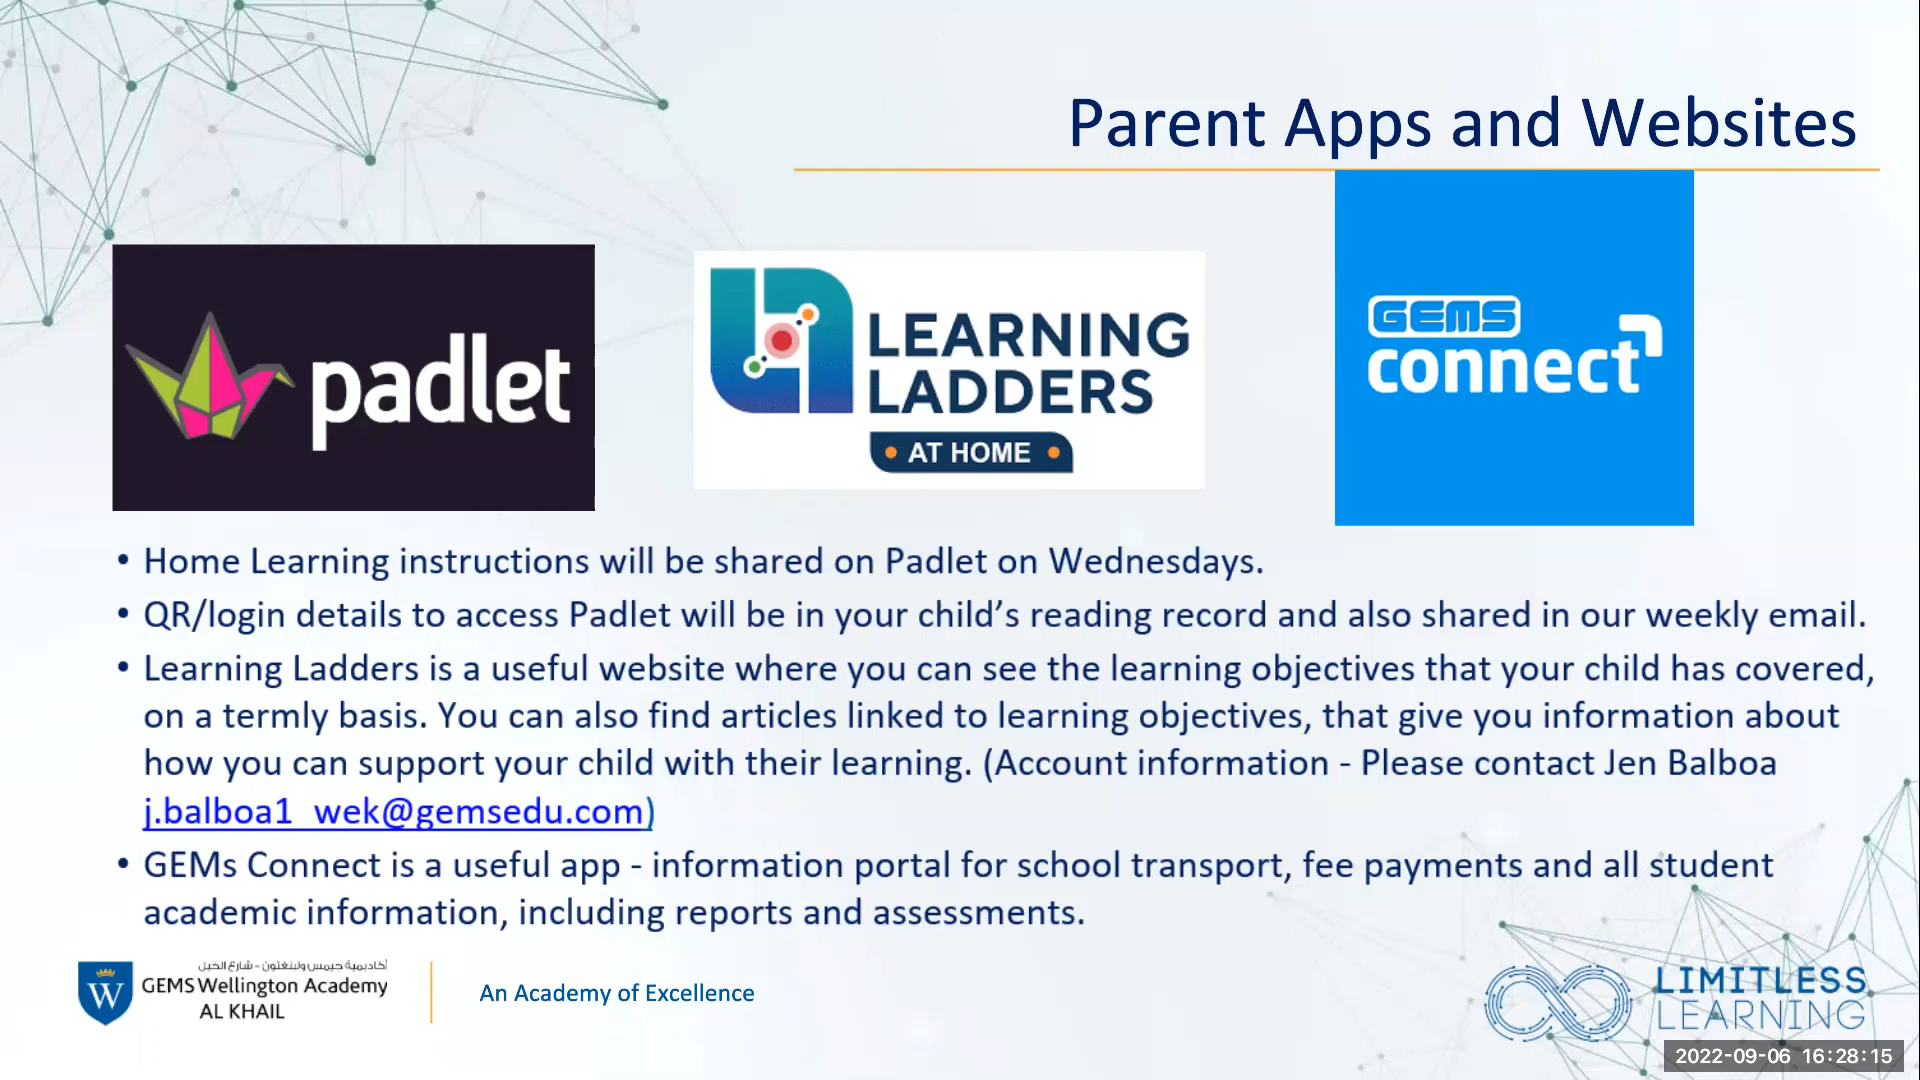 Parent Apps and Websites
padlet
LEARNING
LADDERS
AT HOME
GEMS
connect
• Home Learning instructions will be shared on Padlet on Wednesdays.
• QR/login details to access Padlet will be in your child’s reading record and also shared in our weekly email.
• Learning Ladders is a useful website where you can see the learning objectives that your child has covered,
on a termly basis. You can also find articles linked to learning objectives, that give you information about
how you can support your child with their learning. (Account information - Please contact Jen Balboa
j.balboa1_wek@gemsedu.com)
• GEMs Connect is a useful app - information portal for school transport, fee payments and all student
academic information, including reports and assessments.
أكاديمية جيمس ولينغتون - شارع الخيل
W
GEMS Wellington Academy
AL KHAIL
An Academy of Excellence
LIMITLESS
LEARNING
2022-09-06 16:28:15